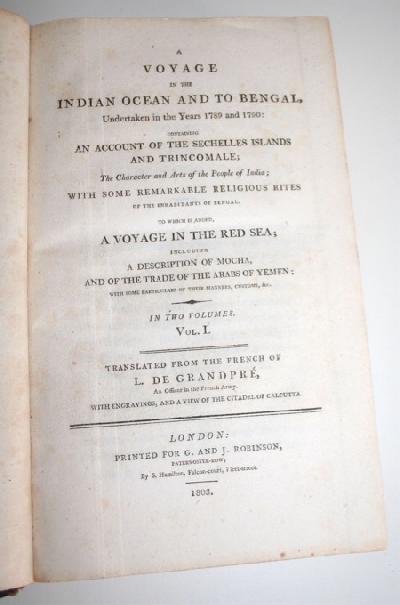 A
VOYAGE
IN THE
INDIAN OCEAN AND TO BENGAL,
Undertaken in the Years 1789 and 1790:
CONTAINING
AN ACCOUNT OF THE SECHELLES ISLANDS
AND TRINCOMALE;
The Character and Arts of the People of India;
WITH SOME REMARKABLE RELIGIOUS RITES
OF THE INHABITANTS OF BENGAL.
TO WHICH IS ADDED,
A VOYAGE IN THE RED SEA;
INCLUDING
A DESCRIPTION OF MOCHA,
AND OF THE TRADE OF THE ARABS OF YEMEN:
WITH SOME PARTICULARS OF THEIR MANNERS, CUSTOMS, &c.
IN TWO VOLUMES.
VOL. I.
TRANSLATED FROM THE FRENCH OF
L. DE GRANDPRÉ,
An Officer in the French Army.
WITH ENGRAVINGS, AND A VIEW OF THE CITADEL OF CALCUTTA
LONDON:
PRINTED FOR G. AND J. ROBINSON,
PATERNOSTER-ROW;
By S. Hamilton, Falcon-court,
1803.